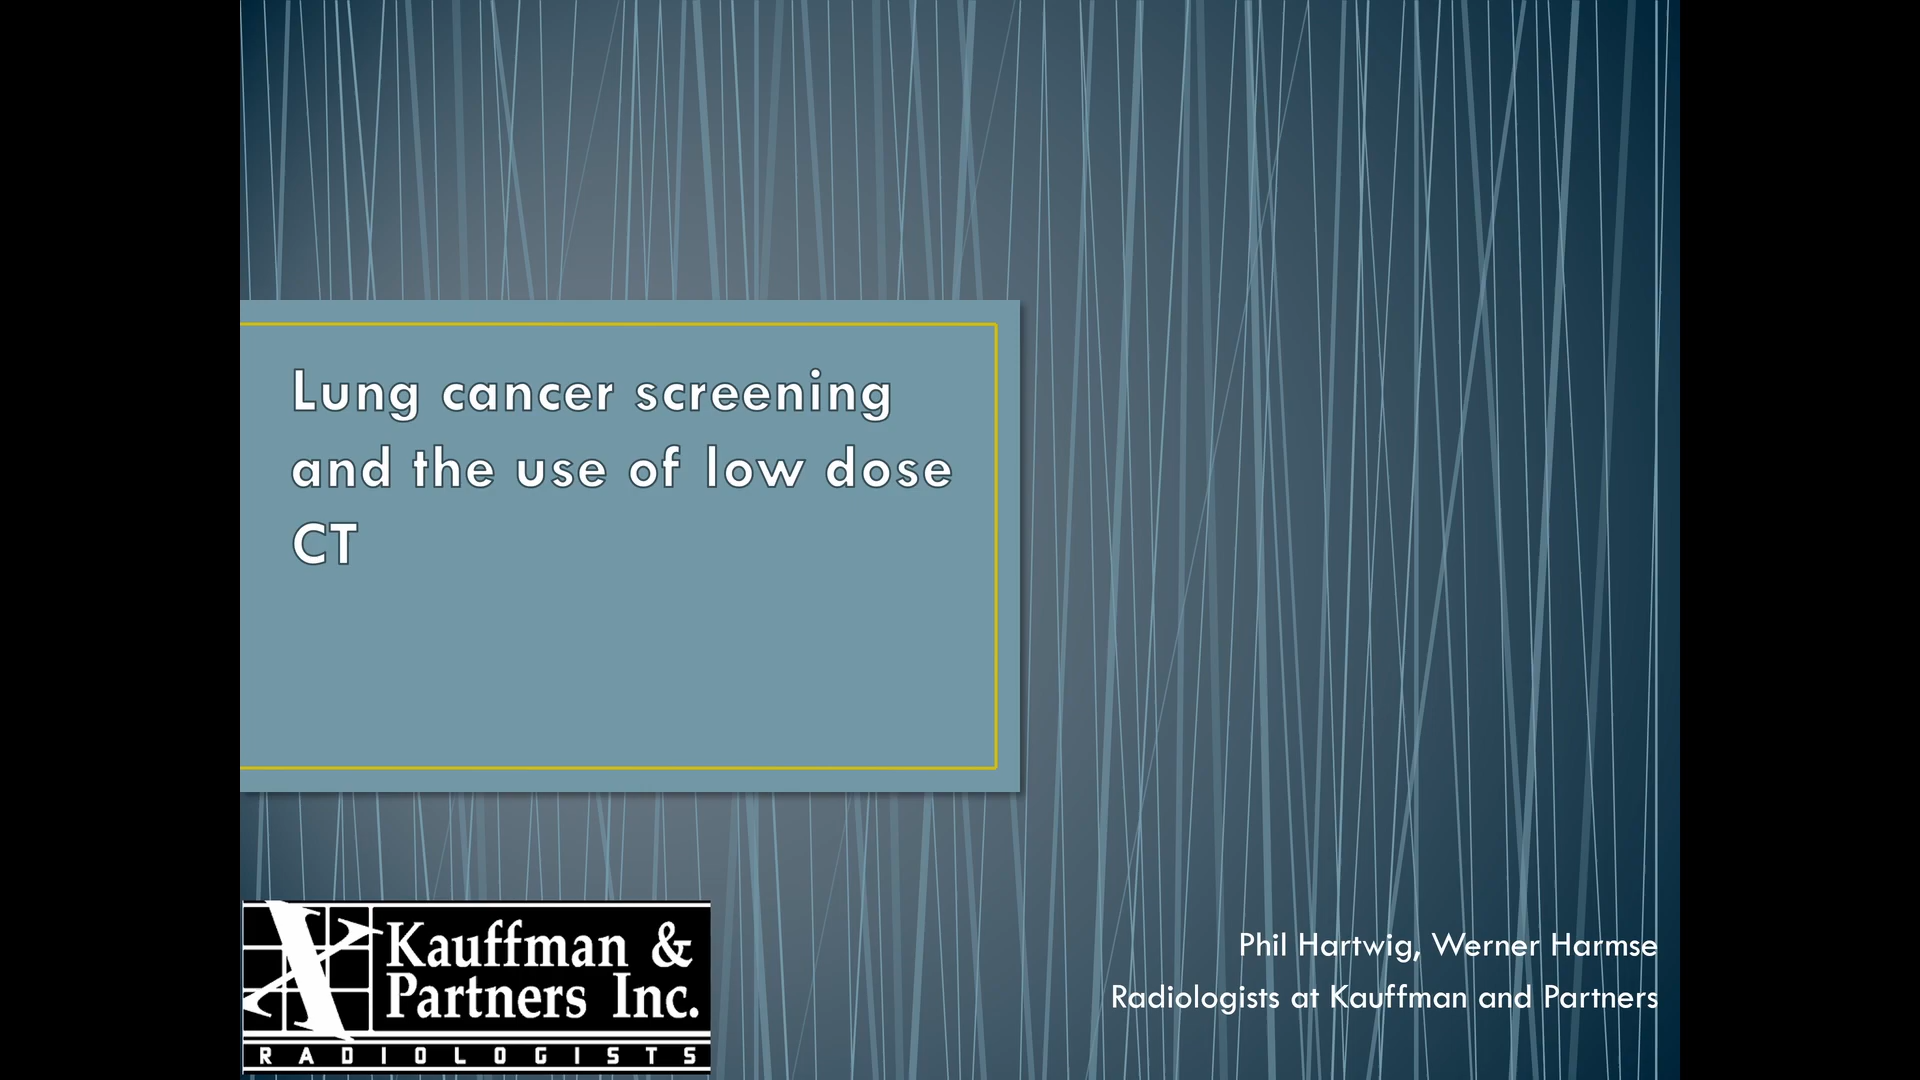 Lung cancer screening
and the use of low dose
CT
Kauffman &
Partners Inc.
RADIOLOGISTS
Phil Hartwig, Werner Harmse
Radiologists at Kauffman and Partners